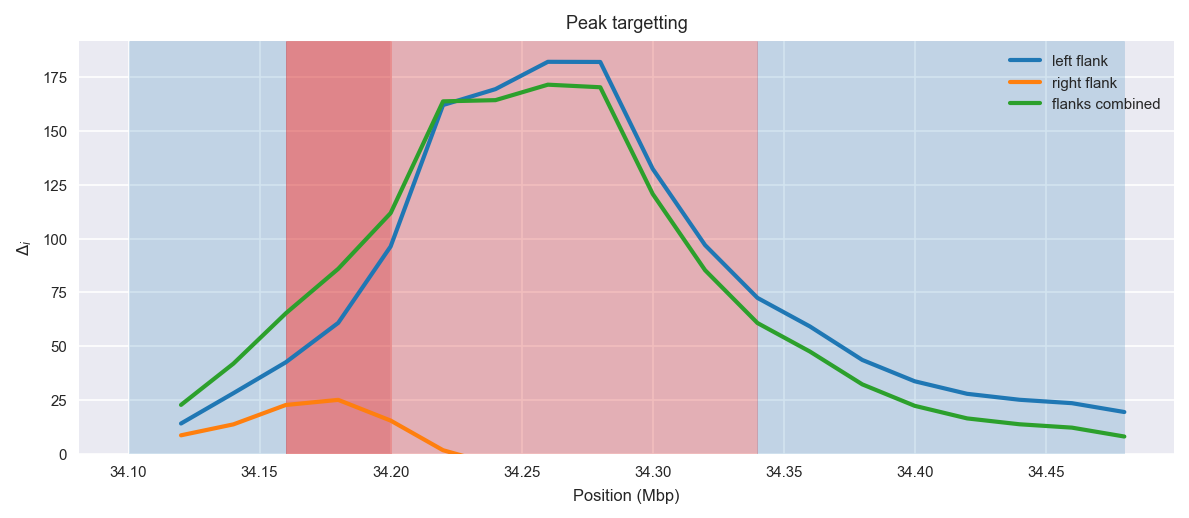 Peak targetting
left flank
right flank
flanks combined
175
150
125
100
75
50
25
0
Δi
34.10 34.15 34.20 34.25 34.30 34.35 34.40 34.45
Position (Mbp)